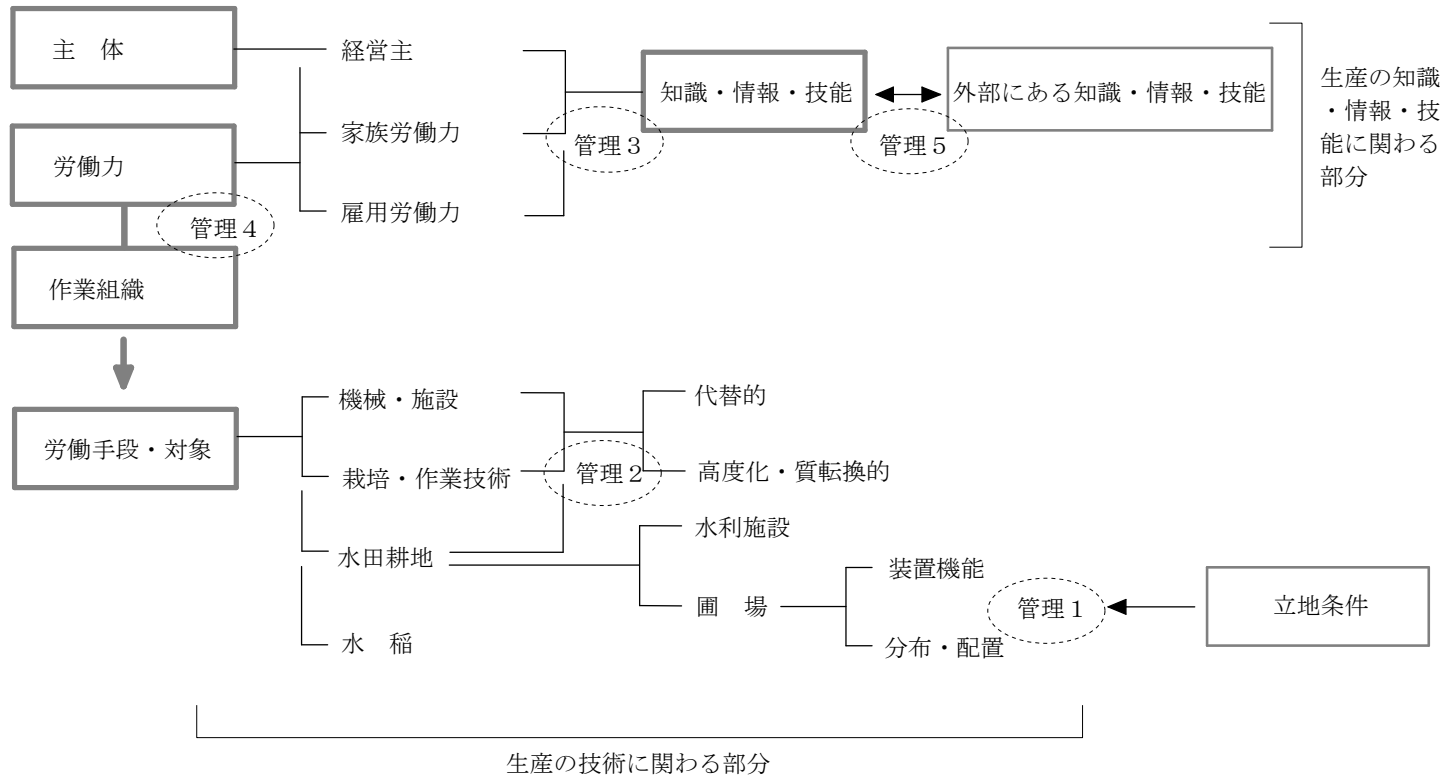 主　体
経営主
知識・情報・技能
外部にある知識・情報・技能
生産の知識
・情報・技
能に関わる
部分
家族労働力
管理３
管理５
労働力
雇用労働力
管理４
作業組織
機械・施設
代替的
労働手段・対象
栽培・作業技術
管理２
高度化・質転換的
水利施設
水田耕地
装置機能
圃　場
管理１
立地条件
水　稲
分布・配置
生産の技術に関わる部分